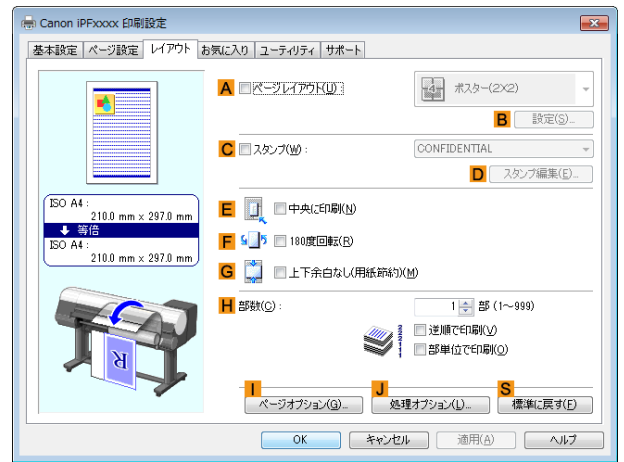 Canon iPFxxxx 印刷設定
基本設定 ページ設定 レイアウト お気に入り ユーティリティ サポート
A ページレイアウト(U) : 4 ポスター(2X2)
B 設定(S)...
C スタンプ(W) : CONFIDENTIAL
D スタンプ編集(E)...
ISO A4 :
210.0 mm x 297.0 mm
等倍
ISO A4 :
210.0 mm x 297.0 mm
E 中央に印刷(N)
F 180度回転(R)
G 上下余白なし(用紙節約)(M)
H 部数(C) : 1 部 (1～999)
逆順で印刷(V)
部単位で印刷(O)
3 2 2 1 1 1
R
I J S
ページオプション(G)... 処理オプション(L)... 標準に戻す(F)
OK キャンセル 適用(A) ヘルプ